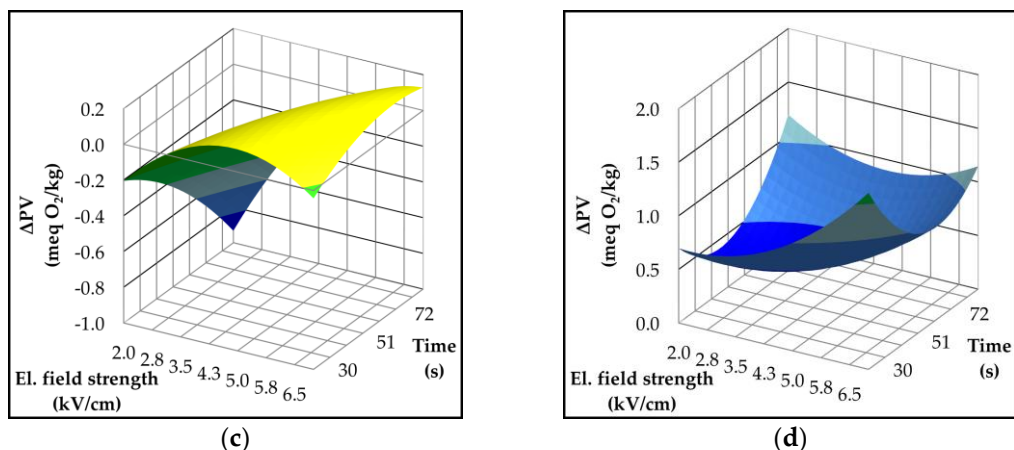 0.2
0.0
-0.2
-0.4
-0.6
-0.8
-1.0
ΔPV
(meq O₂/kg)
2.0 2.8 3.5 4.3 5.0 5.8 6.5
El. field strength
(kV/cm)
30 51 72
Time
(s)
(c)
2.0
1.5
1.0
0.5
0.0
ΔPV
(meq O₂/kg)
2.0 2.8 3.5 4.3 5.0 5.8 6.5
El. field strength
(kV/cm)
30 51 72
Time
(s)
(d)